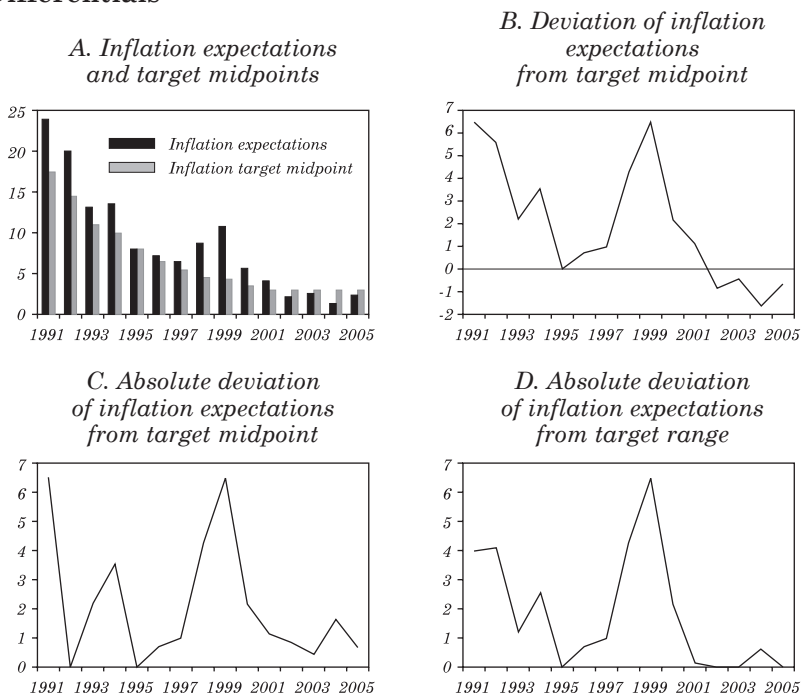 A. Inflation expectations
and target midpoints
25
20
15
10
5
0
Inflation expectations
Inflation target midpoint
1991 1993 1995 1997 1999 2001 2003 2005
B. Deviation of inflation
expectations
from target midpoint
7
6
5
4
3
2
1
0
-1
-2
1991 1993 1995 1997 1999 2001 2003 2005
C. Absolute deviation
of inflation expectations
from target midpoint
7
6
5
4
3
2
1
0
1991 1993 1995 1997 1999 2001 2003 2005
D. Absolute deviation
of inflation expectations
from target range
7
6
5
4
3
2
1
0
1991 1993 1995 1997 1999 2001 2003 2005